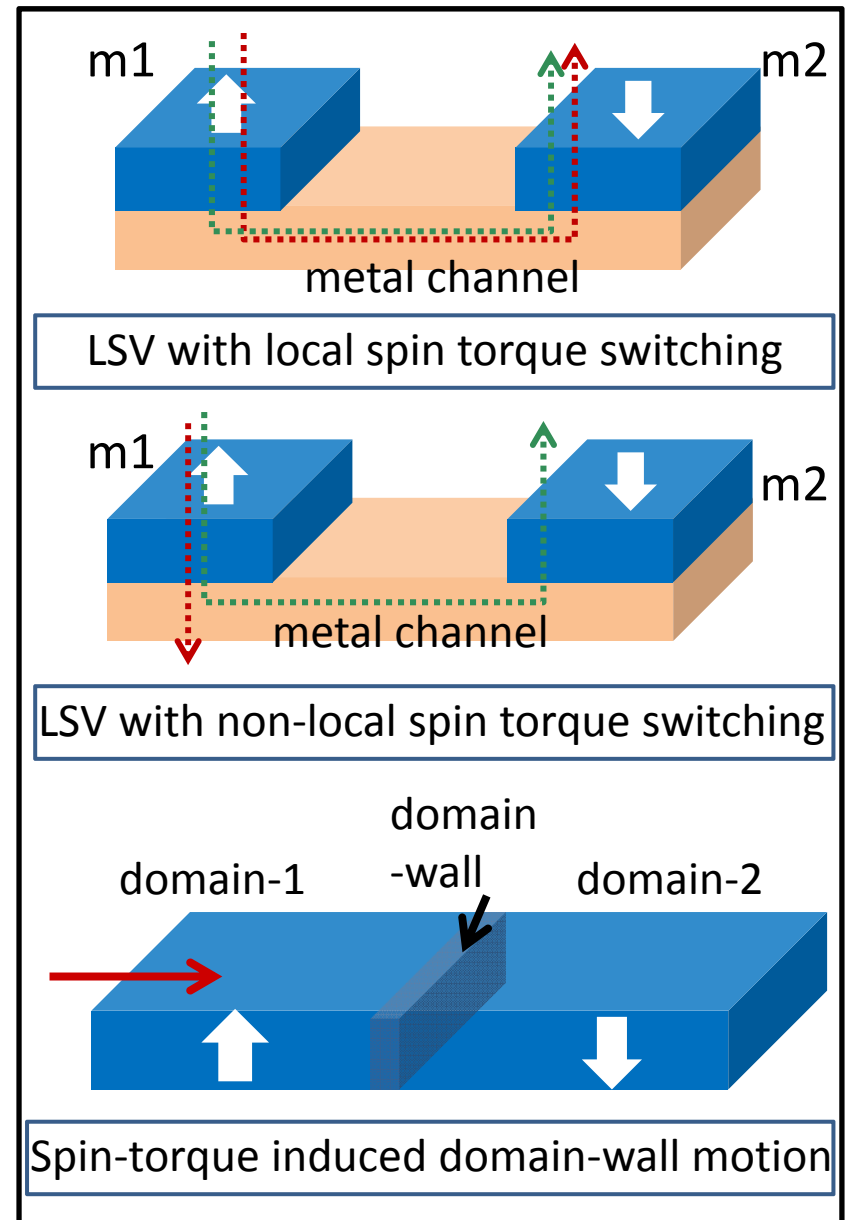 m1
m2
metal channel
LSV with local spin torque switching
m1
m2
metal channel
LSV with non-local spin torque switching
domain
-wall
domain-1
domain-2
Spin-torque induced domain-wall motion